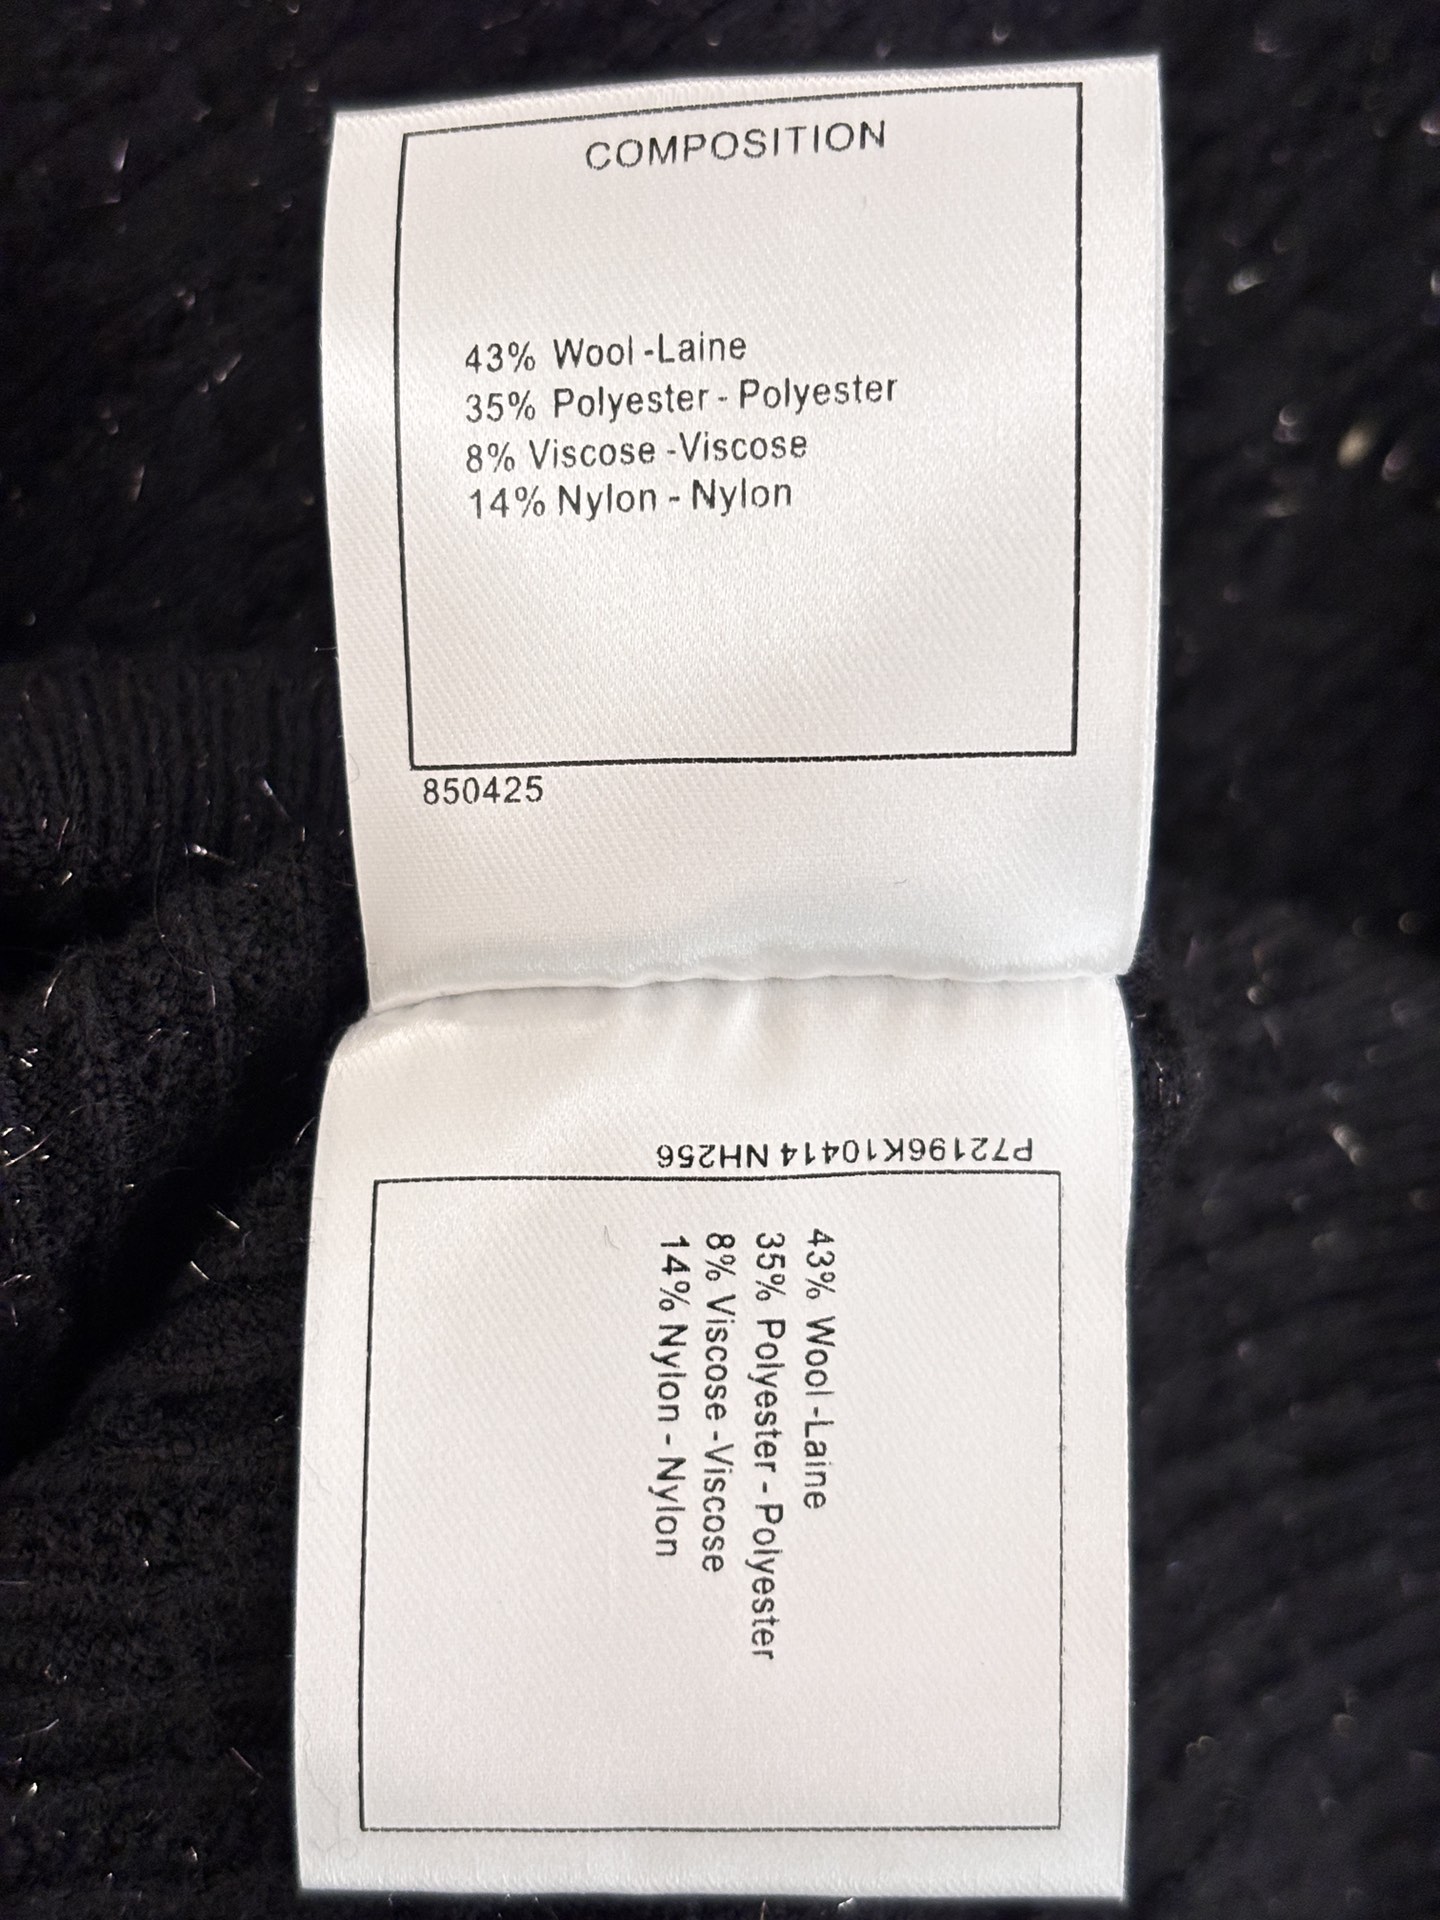 COMPOSITION
43% Wool -Laine
35% Polyester - Polyester
8% Viscose -Viscose
14% Nylon - Nylon
850425
P72196K10414 NH256
43% Wool -Laine
35% Polyester - Polyester
8% Viscose -Viscose
14% Nylon - Nylon